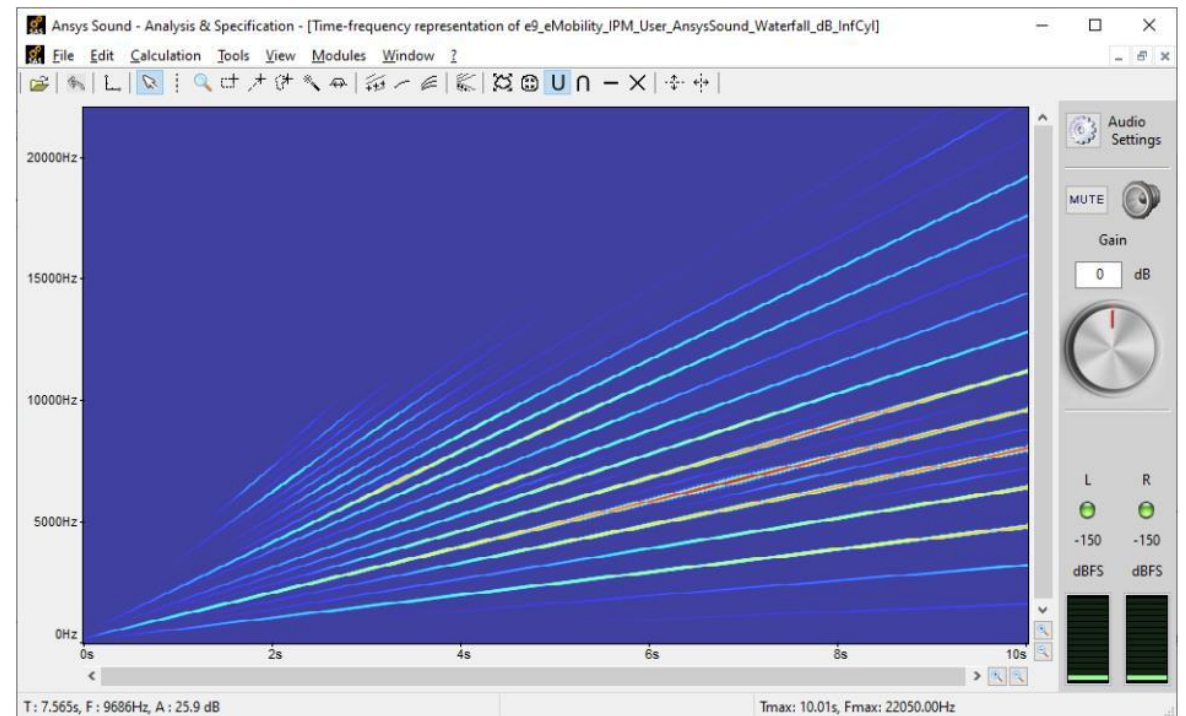 Ansys Sound - Analysis & Specification - [Time-frequency representation of e9_eMobility_IPM_User_AnsysSound_Waterfall_dB_InfCyl]
File Edit Calculation Tools View Modules Window ?
20000Hz
15000Hz
10000Hz
5000Hz
0Hz
0s 2s 4s 6s 8s 10s
Audio
Settings
MUTE
Gain
0 dB
L R
-150 -150
dBFS dBFS
T : 7.565s, F : 9686Hz, A : 25.9 dB
Tmax: 10.01s, Fmax: 22050.00Hz